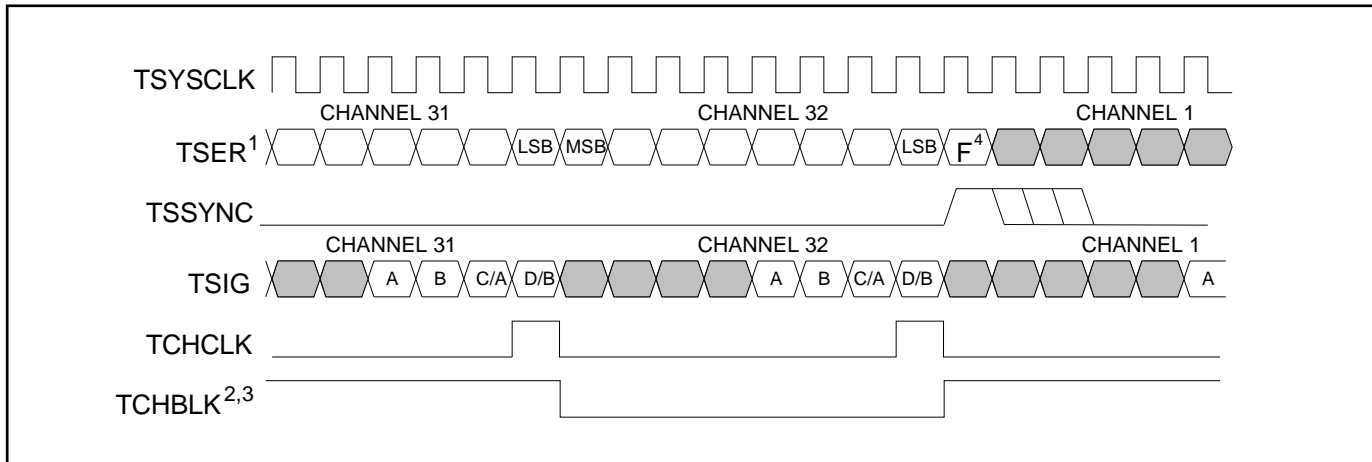 TSYSCLK
CHANNEL 31 CHANNEL 32 CHANNEL 1
TSER¹ LSB MSB LSB F⁴
TSSYNC
CHANNEL 31 CHANNEL 32 CHANNEL 1
TSIG A B C/A D/B A B C/A D/B A
TCHCLK
TCHBLK²,³